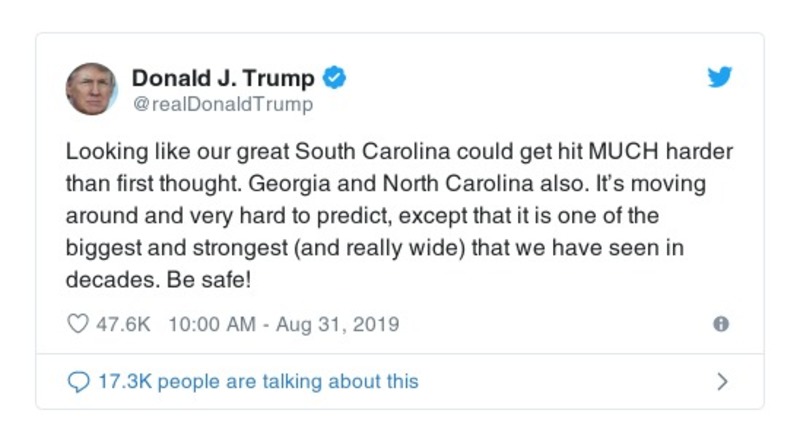 Donald J. Trump
@realDonaldTrump
Looking like our great South Carolina could get hit MUCH harder
than first thought. Georgia and North Carolina also. It’s moving
around and very hard to predict, except that it is one of the
biggest and strongest (and really wide) that we have seen in
decades. Be safe!
47.6K 10:00 AM - Aug 31, 2019
17.3K people are talking about this